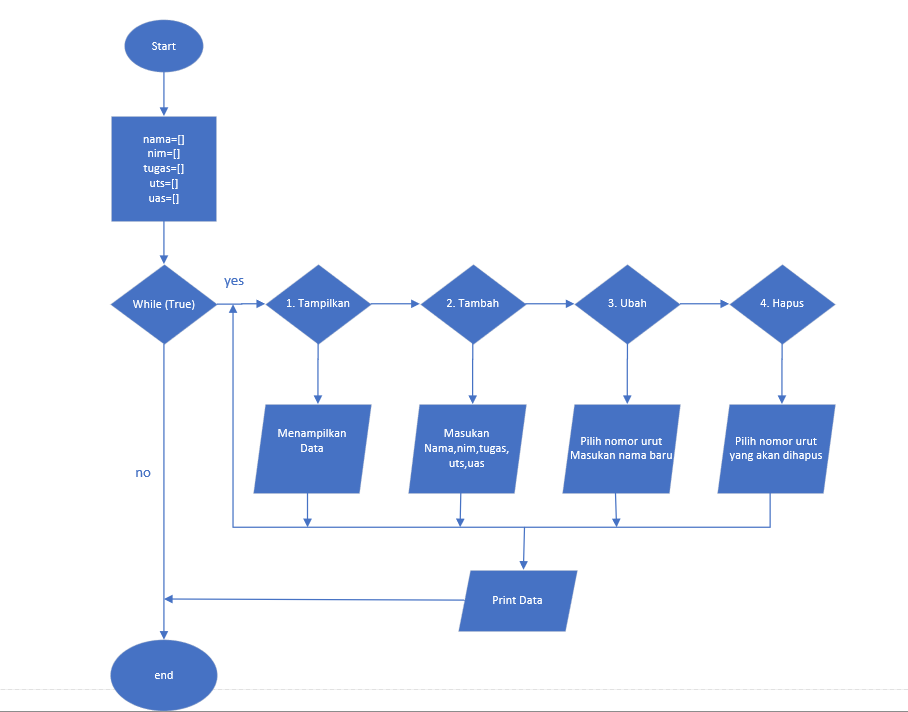 Start
nama=[]
nim=[]
tugas=[]
uts=[]
uas=[]
While (True)
yes
1. Tampilkan
2. Tambah
3. Ubah
4. Hapus
Menampilkan
Data
Masukan
Nama,nim,tugas,
uts,uas
Pilih nomor urut
Masukan nama baru
Pilih nomor urut
yang akan dihapus
no
Print Data
end